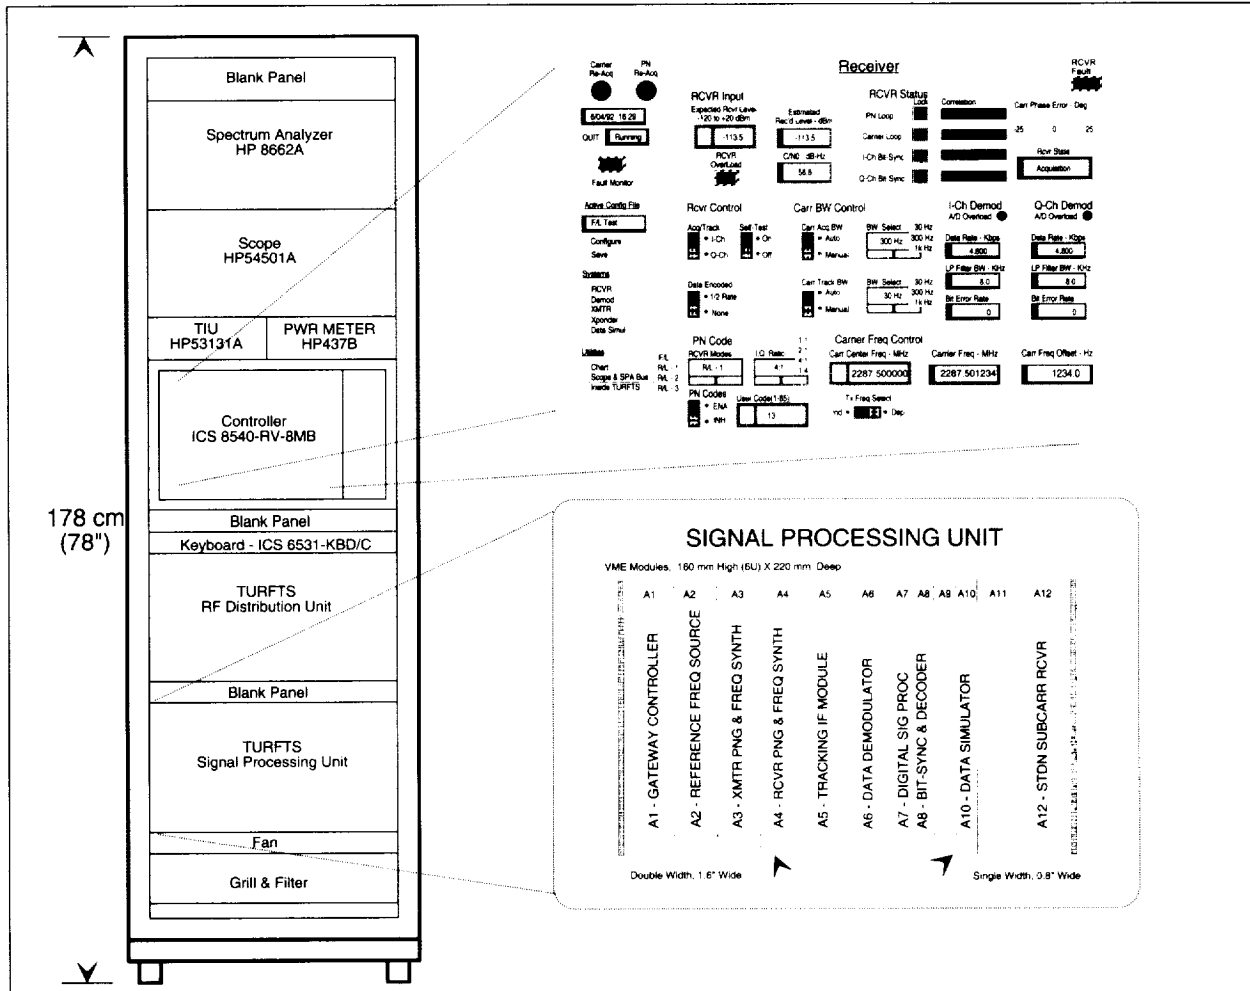 178 cm
(78")
Blank Panel
Spectrum Analyzer
HP 8662A
Scope
HP54501A
TIU
HP53131A
PWR METER
HP437B
Controller
ICS 8540-RV-8MB
Blank Panel
Keyboard - ICS 6531-KBD/C
TURFTS
RF Distribution Unit
Blank Panel
TURFTS
Signal Processing Unit
Fan
Grill & Filter
Receiver
Carrier
Re-Acq
PN
Re-Acq
6/04/92 16:29
QUIT
Running
Fault Monitor
RCVR
Fault
RCVR Input
Expected Rcvr Level
-120 to +20 dBm
-113.5
RCVR
OverLoad
Estimated
Rec'd Level - dBm
-113.5
C/N0 dB-Hz
56.6
RCVR Status
Lock
Correlation
PN Loop
Carrier Loop
I-Ch Bit Sync
Q-Ch Bit Sync
Carr Phase Error - Deg
-25 0 25
Rcvr State
Acquisition
Active Config File
F/L Test
Configure
Save
Systems
RCVR
Demod
XMTR
Xponder
Data Simul
Utilities
Chart
Scope & SPA Bus
Inside TURFTS
Rcvr Control
Acq/Track
I-Ch
Q-Ch
Self-Test
On
Off
Data Encoded
1/2 Rate
None
Carr BW Control
Carr Acq BW
Auto
Manual
BW Select
300 Hz
30 Hz
300 Hz
1k Hz
Carr Track BW
Auto
Manual
BW Select
30 Hz
30 Hz
300 Hz
1k Hz
I-Ch Demod
A/D Overload
Data Rate - Kbps
4.800
LP Filter BW - KHz
8.0
Bit Error Rate
0
Q-Ch Demod
A/D Overload
Data Rate - Kbps
4.800
LP Filter BW - KHz
8.0
Bit Error Rate
0
PN Code
RCVR Modes
F/L
R/L - 1
R/L - 2
R/L - 3
R/L - 1
I:Q Ratio
4:1
1:1
2:1
4:1
1:4
PN Codes
ENA
INH
User Code(1-85)
13
Carrier Freq Control
Carr Center Freq - MHz
2287.500000
Carrier Freq - MHz
2287.501234
Carr Freq Offset - Hz
1234.0
Tx Freq Select
Ind
Dep
SIGNAL PROCESSING UNIT
VME Modules, 160 mm High (6U) X 220 mm Deep
A1 A2 A3 A4 A5 A6 A7 A8 A9 A10 A11 A12
A1 - GATEWAY CONTROLLER
A2 - REFERENCE FREQ SOURCE
A3 - XMTR PNG & FREQ SYNTH
A4 - RCVR PNG & FREQ SYNTH
A5 - TRACKING IF MODULE
A6 - DATA DEMODULATOR
A7 - DIGITAL SIG PROC
A8 - BIT-SYNC & DECODER
A10 - DATA SIMULATOR
A12 - STDN SUBCARR RCVR
Double Width, 1.6" Wide
Single Width, 0.8" Wide